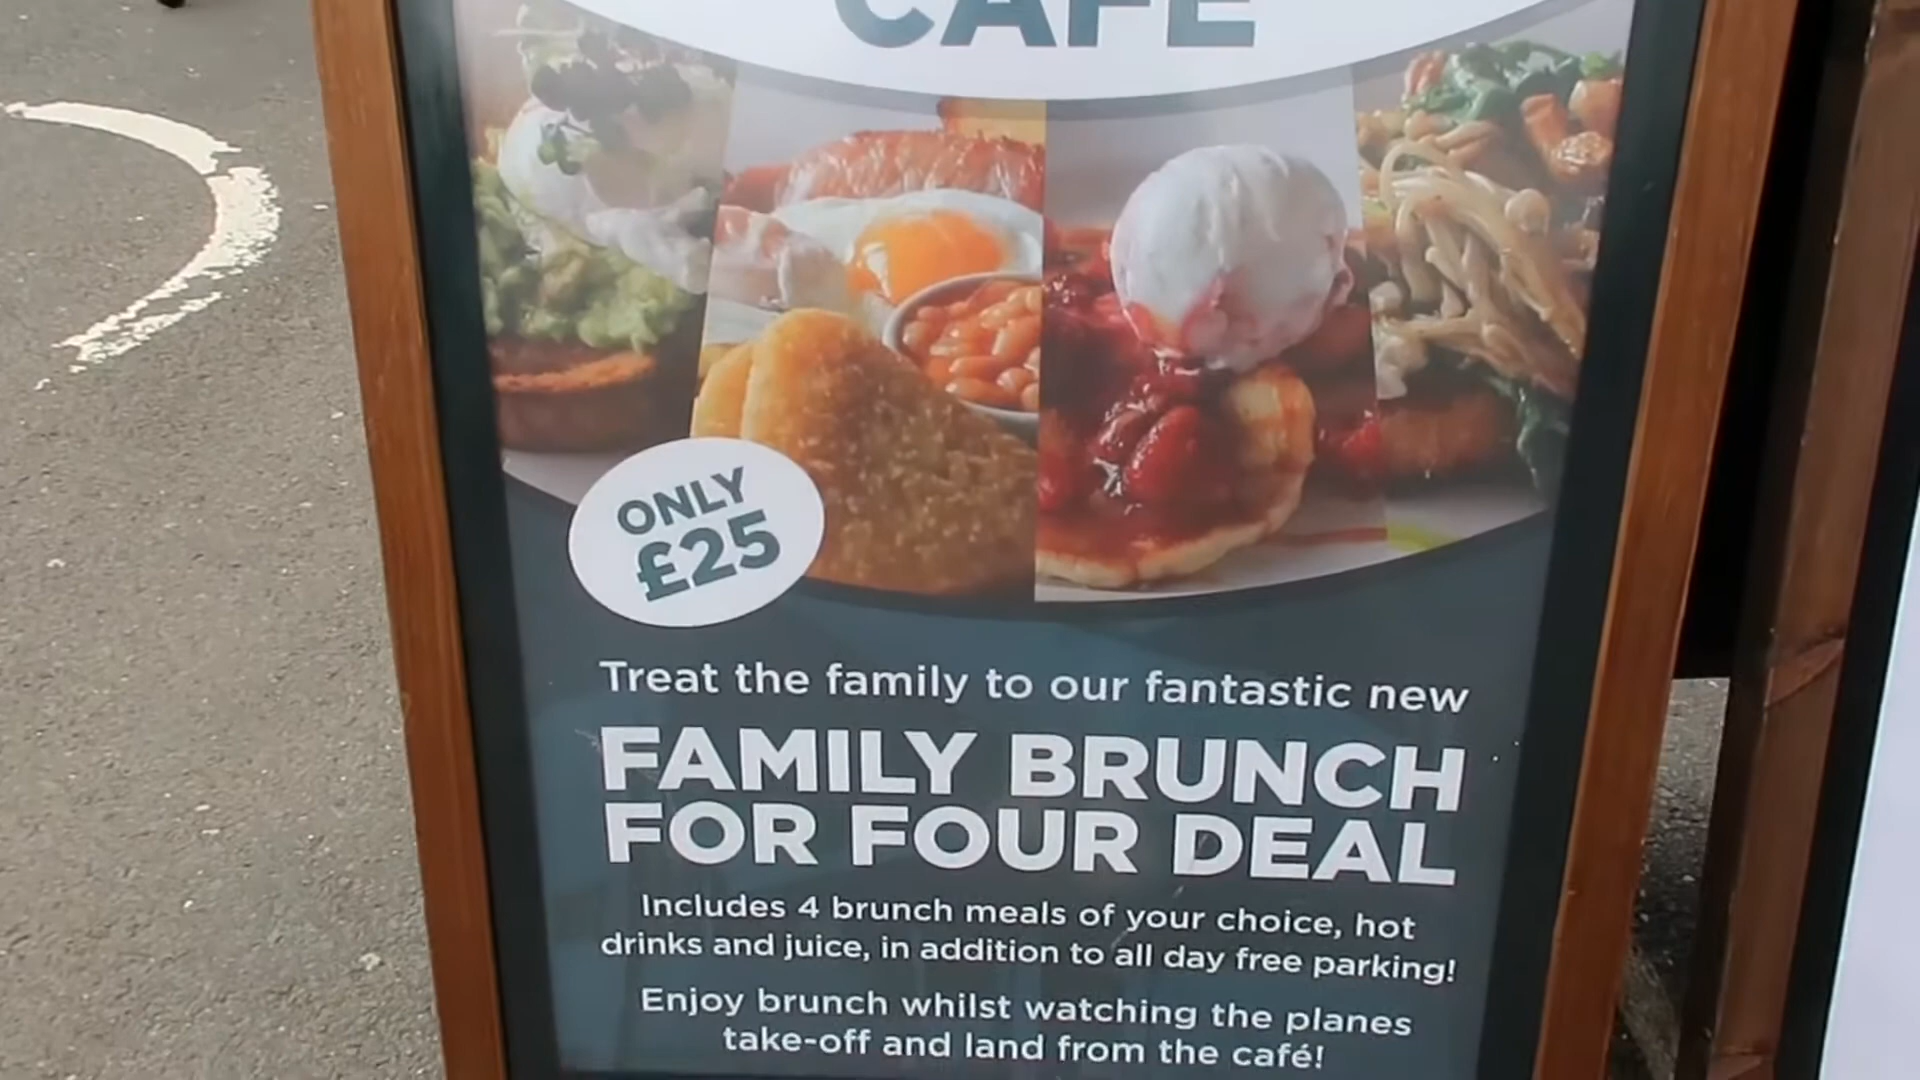 CAFE
ONLY
£25
Treat the family to our fantastic new
FAMILY BRUNCH
FOR FOUR DEAL
Includes 4 brunch meals of your choice, hot
drinks and juice, in addition to all day free parking!
Enjoy brunch whilst watching the planes
take-off and land from the café!